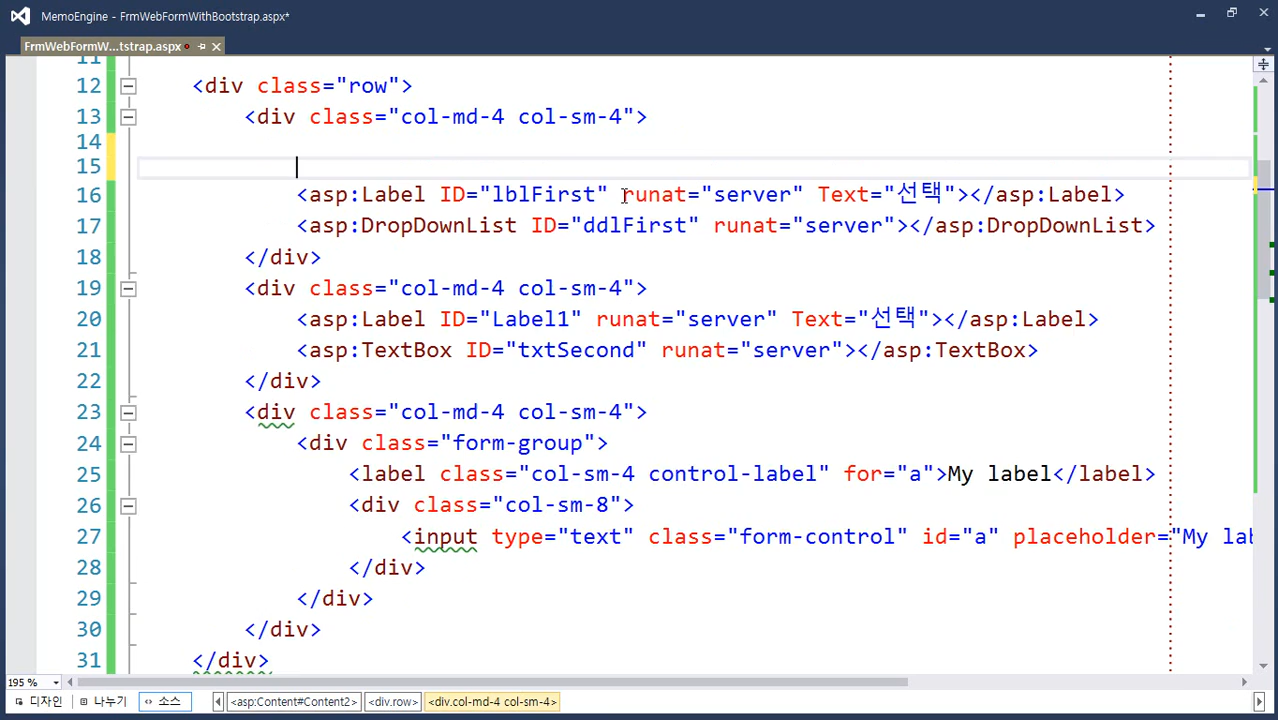 MemoEngine - FrmWebFormWithBootstrap.aspx*
FrmWebFormW...tstrap.aspx
11
12 <div class="row">
13 <div class="col-md-4 col-sm-4">
14
15
16 <asp:Label ID="lblFirst" runat="server" Text="선택"></asp:Label>
17 <asp:DropDownList ID="ddlFirst" runat="server"></asp:DropDownList>
18 </div>
19 <div class="col-md-4 col-sm-4">
20 <asp:Label ID="Label1" runat="server" Text="선택"></asp:Label>
21 <asp:TextBox ID="txtSecond" runat="server"></asp:TextBox>
22 </div>
23 <div class="col-md-4 col-sm-4">
24 <div class="form-group">
25 <label class="col-sm-4 control-label" for="a">My label</label>
26 <div class="col-sm-8">
27 <input type="text" class="form-control" id="a" placeholder="My lab
28 </div>
29 </div>
30 </div>
31 </div>
195 %
디자인 나누기 소스 <asp:Content#Content2> <div.row> <div.col-md-4 col-sm-4>